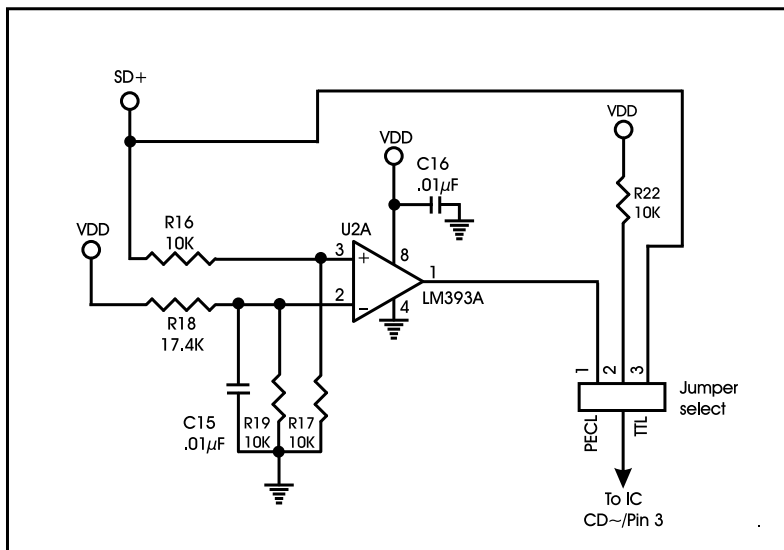 SD+
VDD
C16
.01µF
VDD
R22
10K
VDD
R16
10K
U2A
3
+
8
1
LM393A
2
−
4
R18
17.4K
C15
.01µF
R19
10K
R17
10K
1
2
3
PECL
TTL
Jumper
select
To IC
CD~/Pin 3